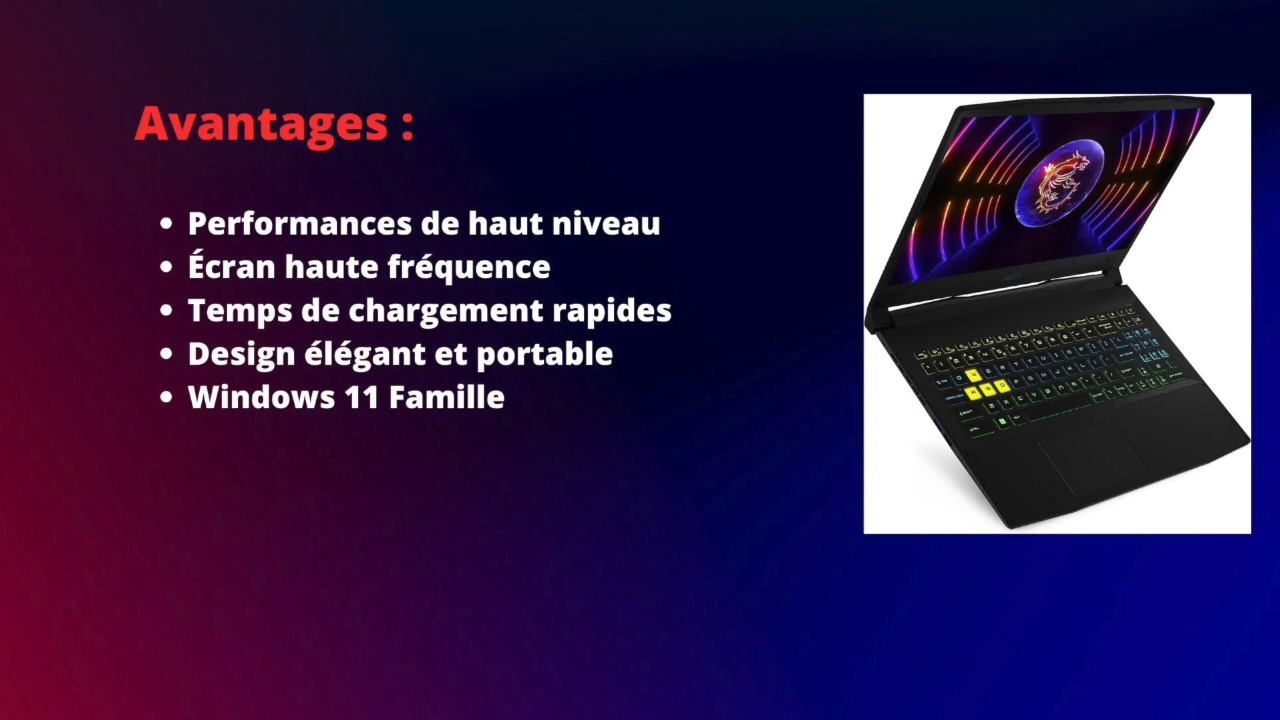 Avantages :
• Performances de haut niveau
• Écran haute fréquence
• Temps de chargement rapides
• Design élégant et portable
• Windows 11 Famille